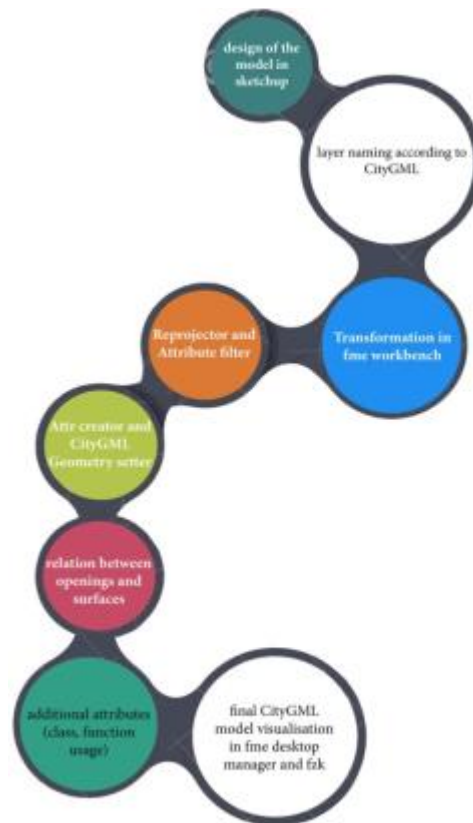 design of the
model in
sketchup
layer naming according to
CityGML
Transformation in
fme workbench
Reprojector and
Attribute filter
Attr creator and
CityGML
Geometry setter
relation between
openings and
surfaces
additional attributes
(class, function
usage)
final CityGML
model visualisation
in fme desktop
manager and fzk